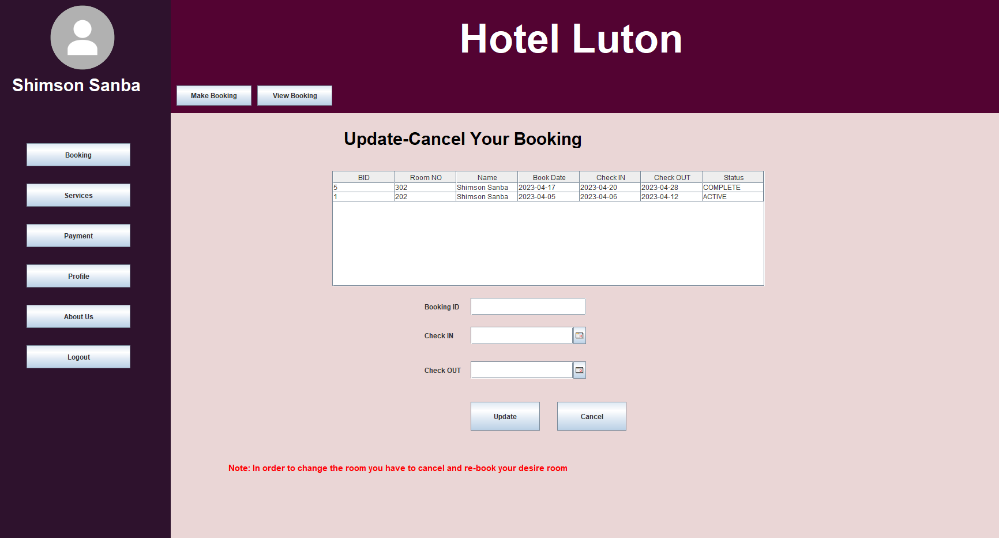 Hotel Luton
Shimson Sanba
Make Booking View Booking
Booking
Services
Payment
Profile
About Us
Logout
Update-Cancel Your Booking
BID Room NO Name Book Date Check IN Check OUT Status
5 302 Shimson Sanba 2023-04-17 2023-04-20 2023-04-28 COMPLETE
1 202 Shimson Sanba 2023-04-05 2023-04-06 2023-04-12 ACTIVE
Booking ID
Check IN
Check OUT
Update Cancel
Note: In order to change the room you have to cancel and re-book your desire room